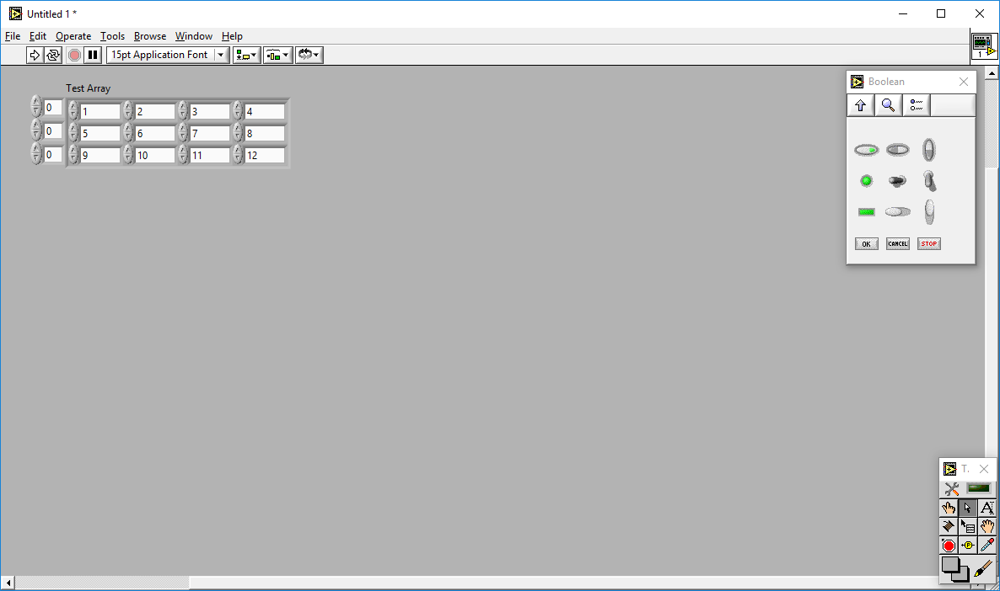 Untitled 1 *
File Edit Operate Tools Browse Window Help
15pt Application Font
1
Test Array
0 1 2 3 4
0 5 6 7 8
0 9 10 11 12
Boolean
OK CANCEL STOP
T.
A
P